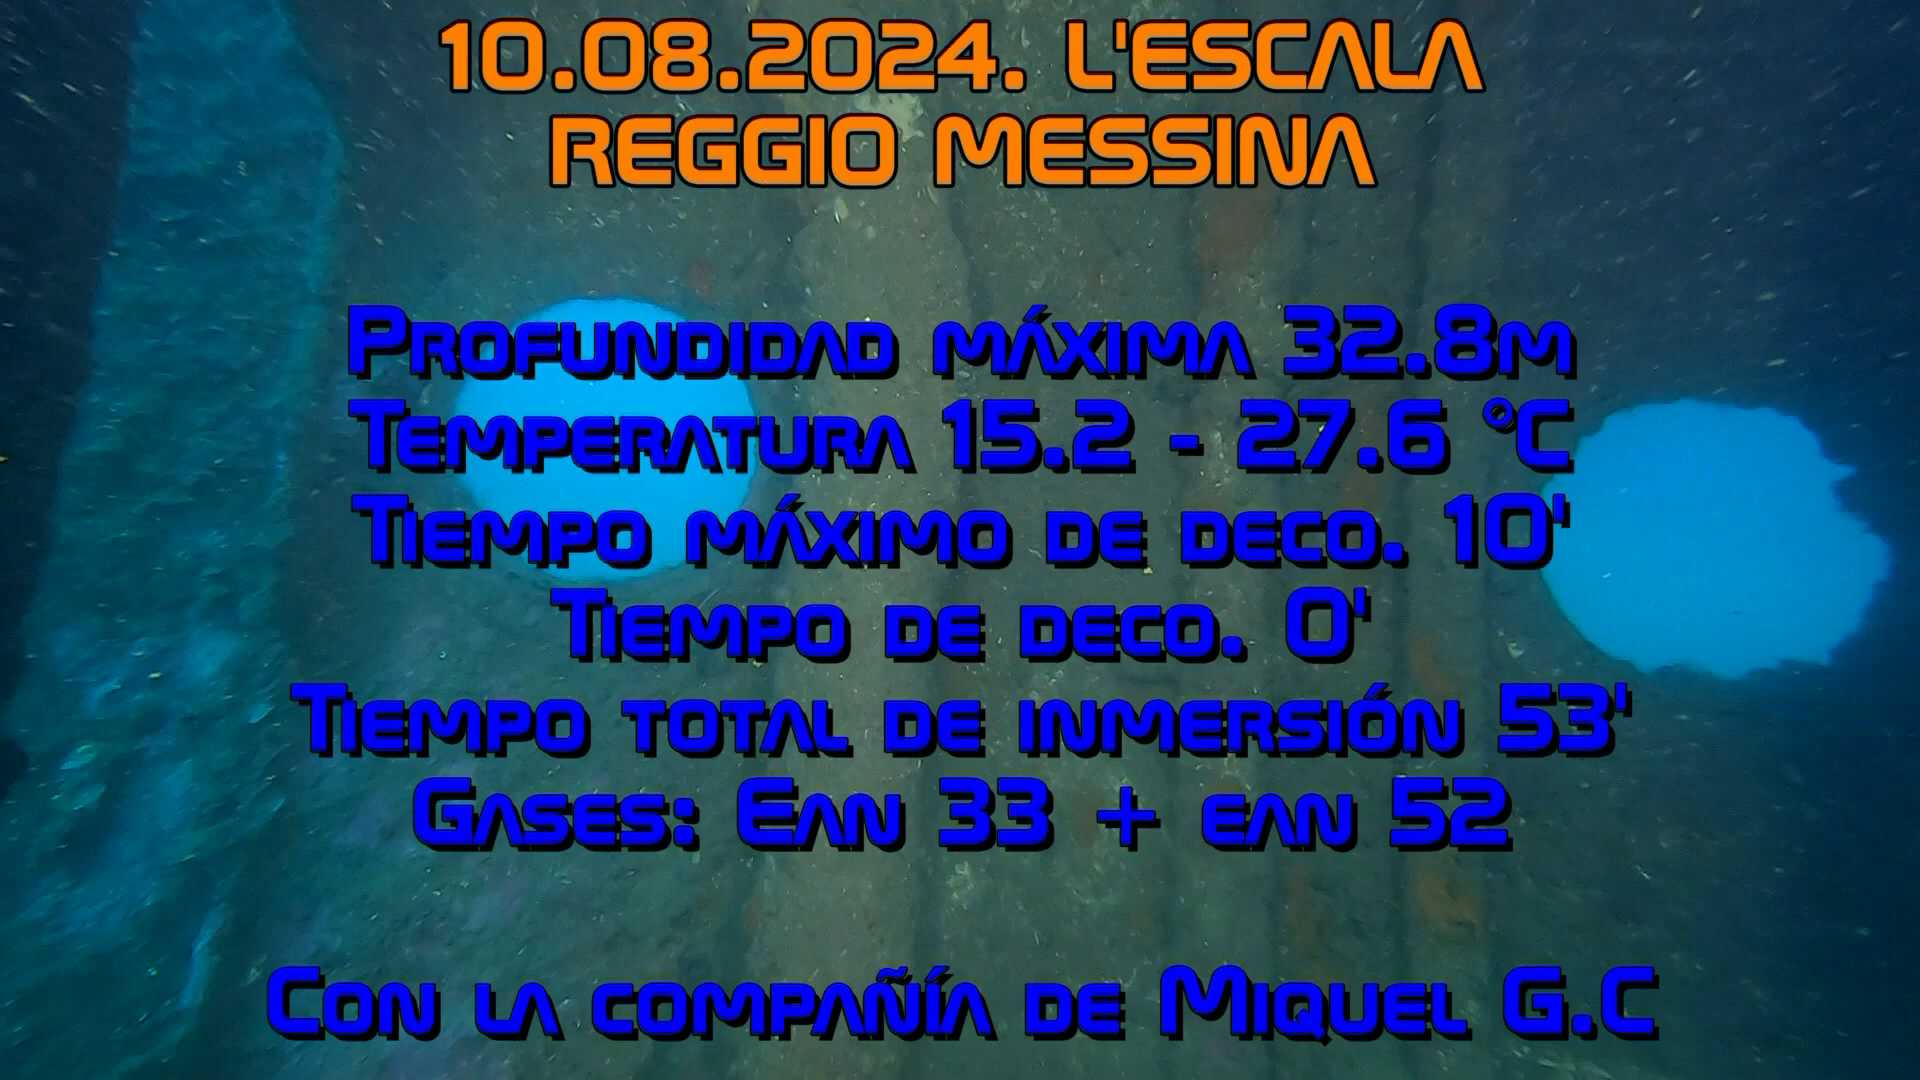 10.08.2024. L'ESCALA
REGGIO MESSINA
Profundidad máxima 32.8m
Temperatura 15.2 - 27.6 °C
Tiempo máximo de deco. 10'
Tiempo de deco. 0'
Tiempo total de inmersión 53'
Gases: Ean 33 + ean 52
Con la compañía de Miquel G.C